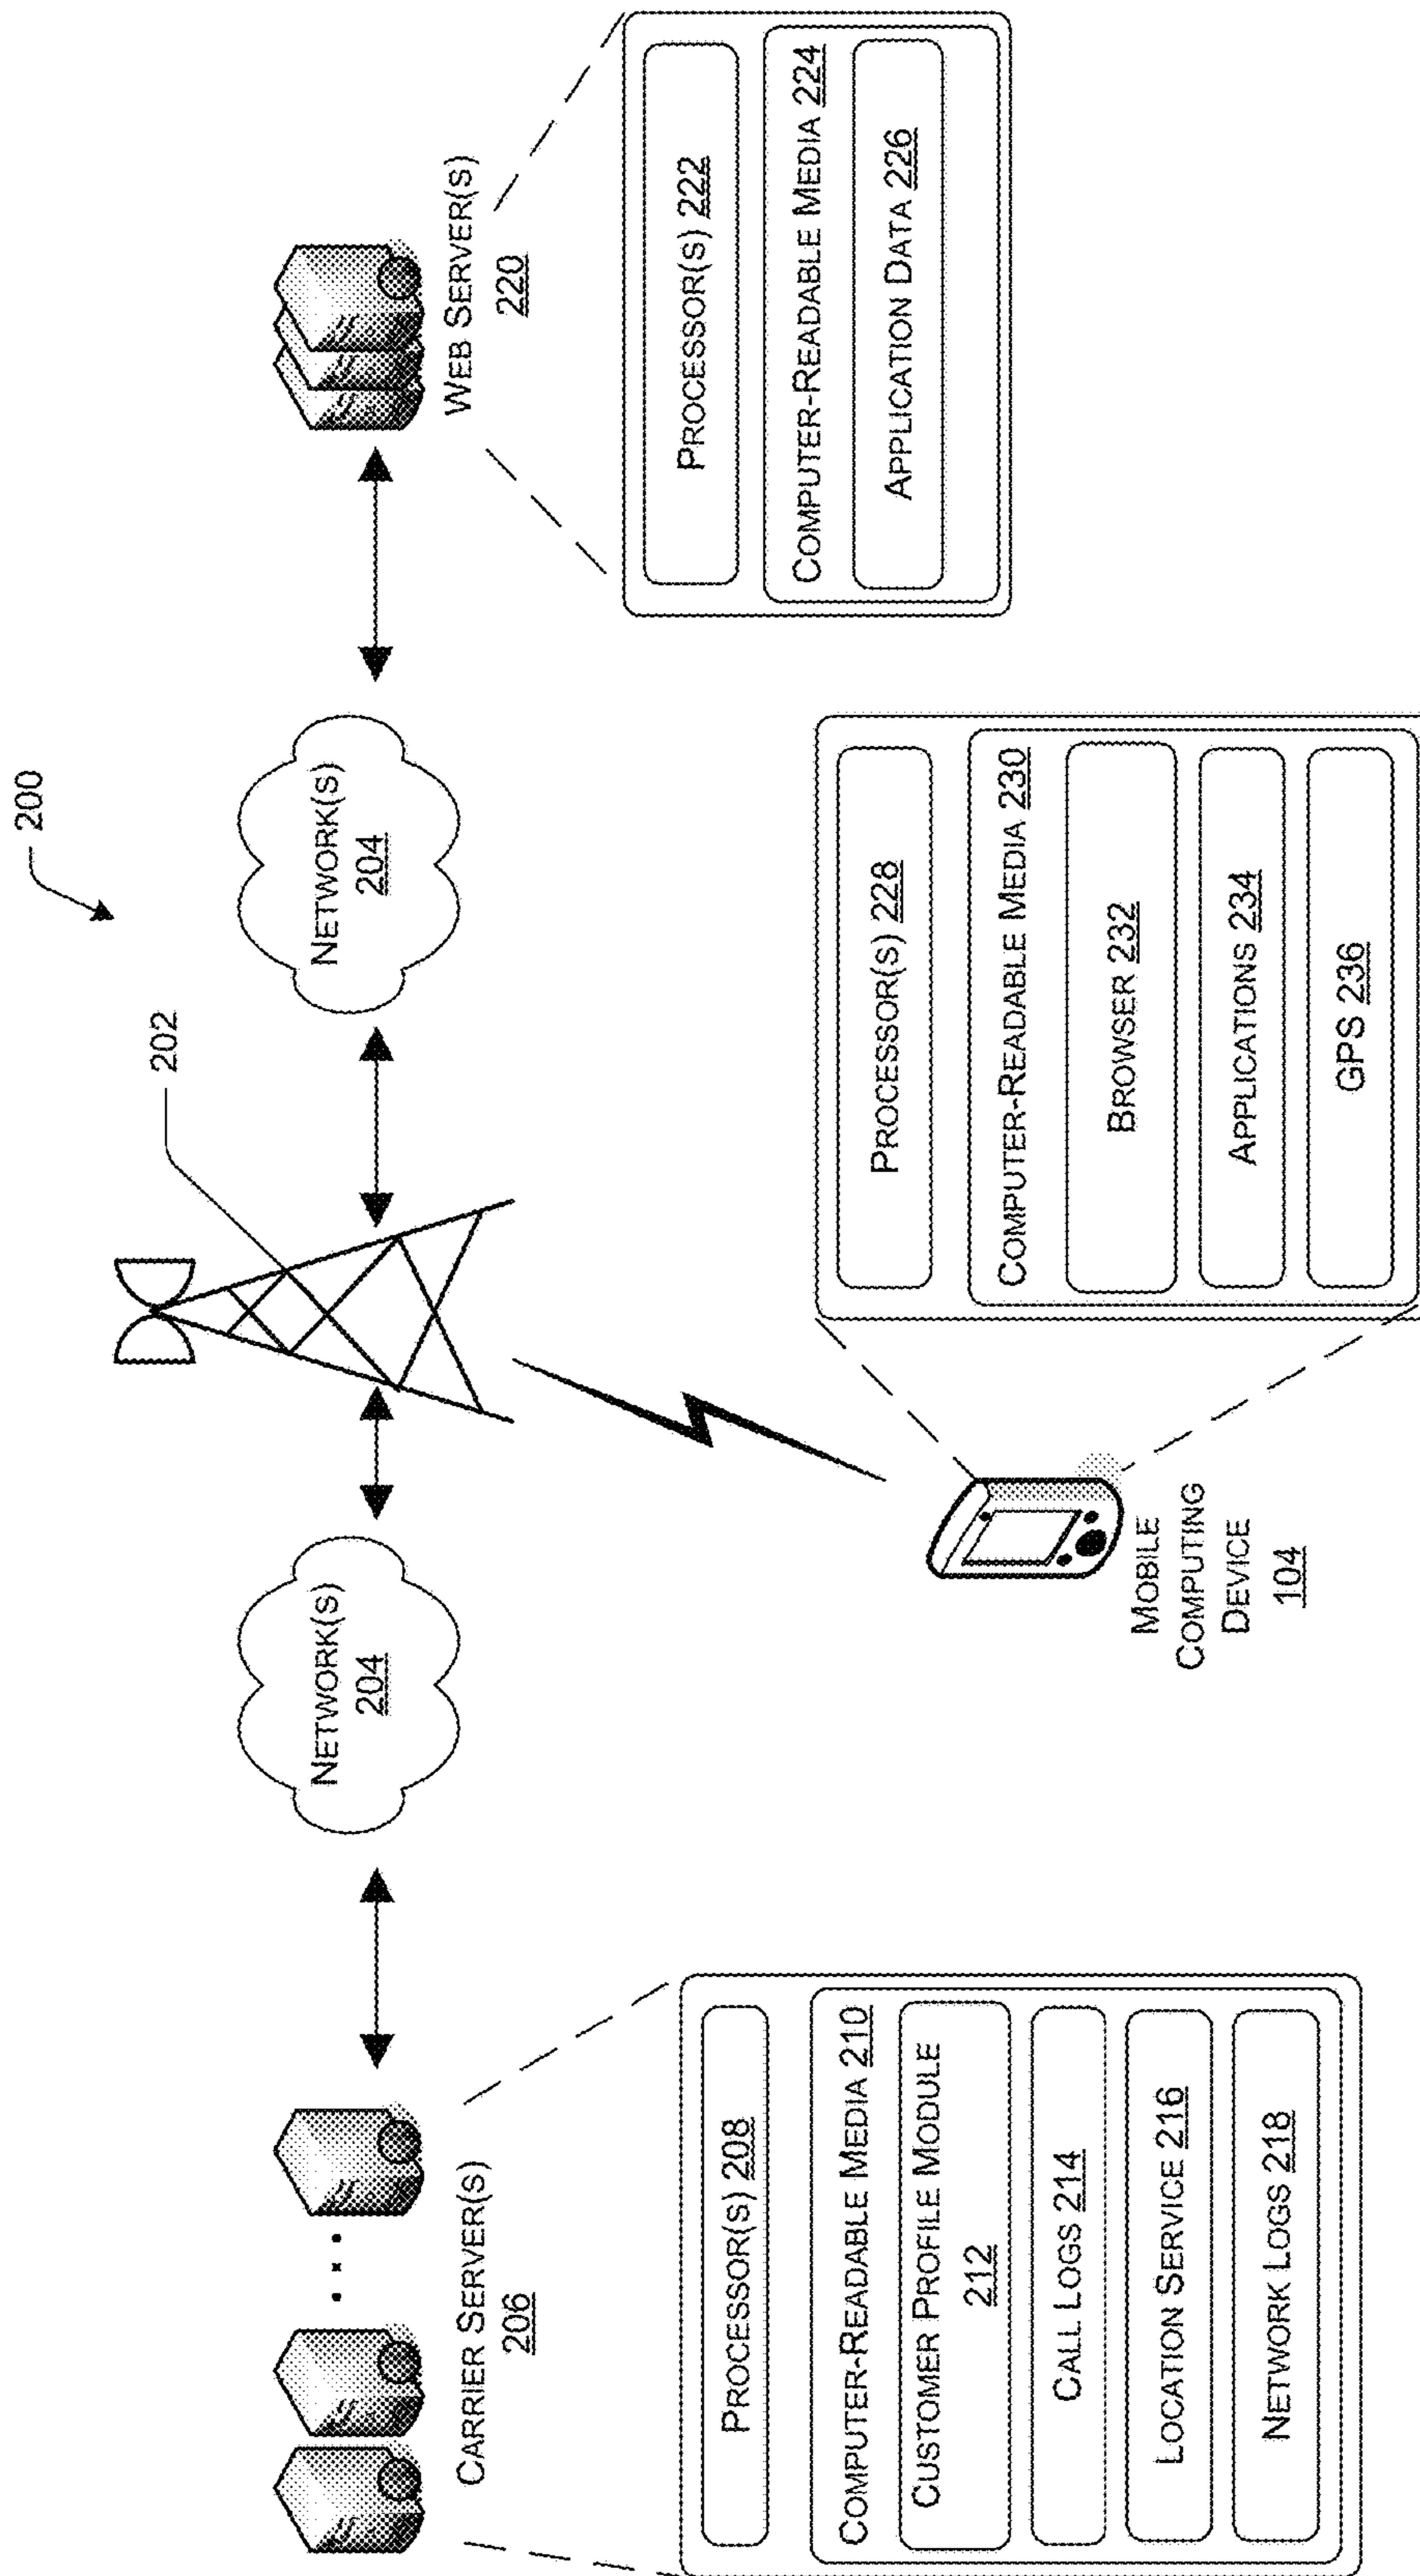 200
202
NETWORK(S)
204
NETWORK(S)
204
CARRIER SERVER(S)
206
WEB SERVER(S)
220
PROCESSOR(S) 208
COMPUTER-READABLE MEDIA 210
CUSTOMER PROFILE MODULE
212
CALL LOGS 214
LOCATION SERVICE 216
NETWORK LOGS 218
MOBILE
COMPUTING
DEVICE
104
PROCESSOR(S) 228
COMPUTER-READABLE MEDIA 230
BROWSER 232
APPLICATIONS 234
GPS 236
PROCESSOR(S) 222
COMPUTER-READABLE MEDIA 224
APPLICATION DATA 226